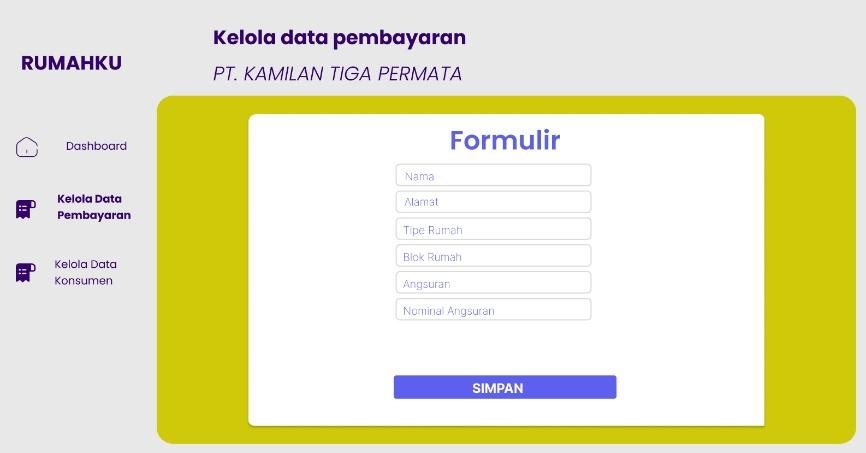 Kelola data pembayaran
RUMAHKU
PT. KAMILAN TIGA PERMATA
Dashboard
Kelola Data
Pembayaran
Kelola Data
Konsumen
Formulir
Nama
Alamat
Tipe Rumah
Blok Rumah
Angsuran
Nominal Angsuran
SIMPAN